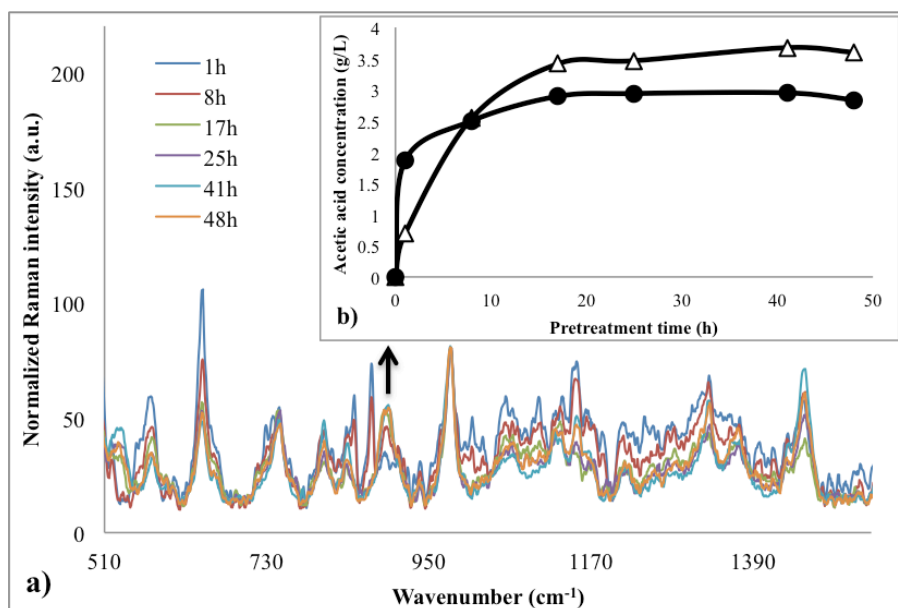 Normalized Raman intensity (a.u.)
200
150
100
50
0
1h
8h
17h
25h
41h
48h
510
730
950
1170
1390
Wavenumber (cm⁻¹)
a)
Acetic acid concentration (g/L)
4
3.5
3
2.5
2
1.5
1
0.5
0
0
10
20
30
40
50
Pretreatment time (h)
b)